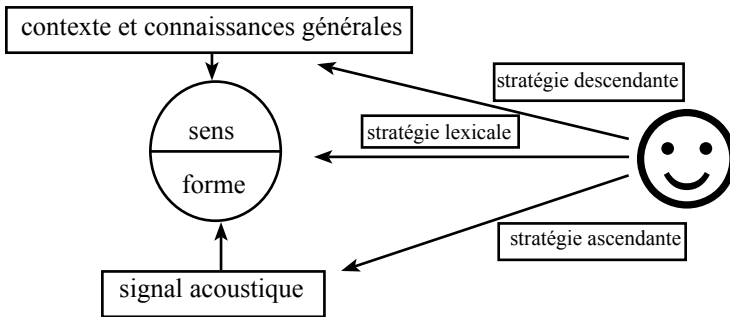 contexte et connaissances générales
stratégie descendante
sens
stratégie lexicale
forme
stratégie ascendante
signal acoustique